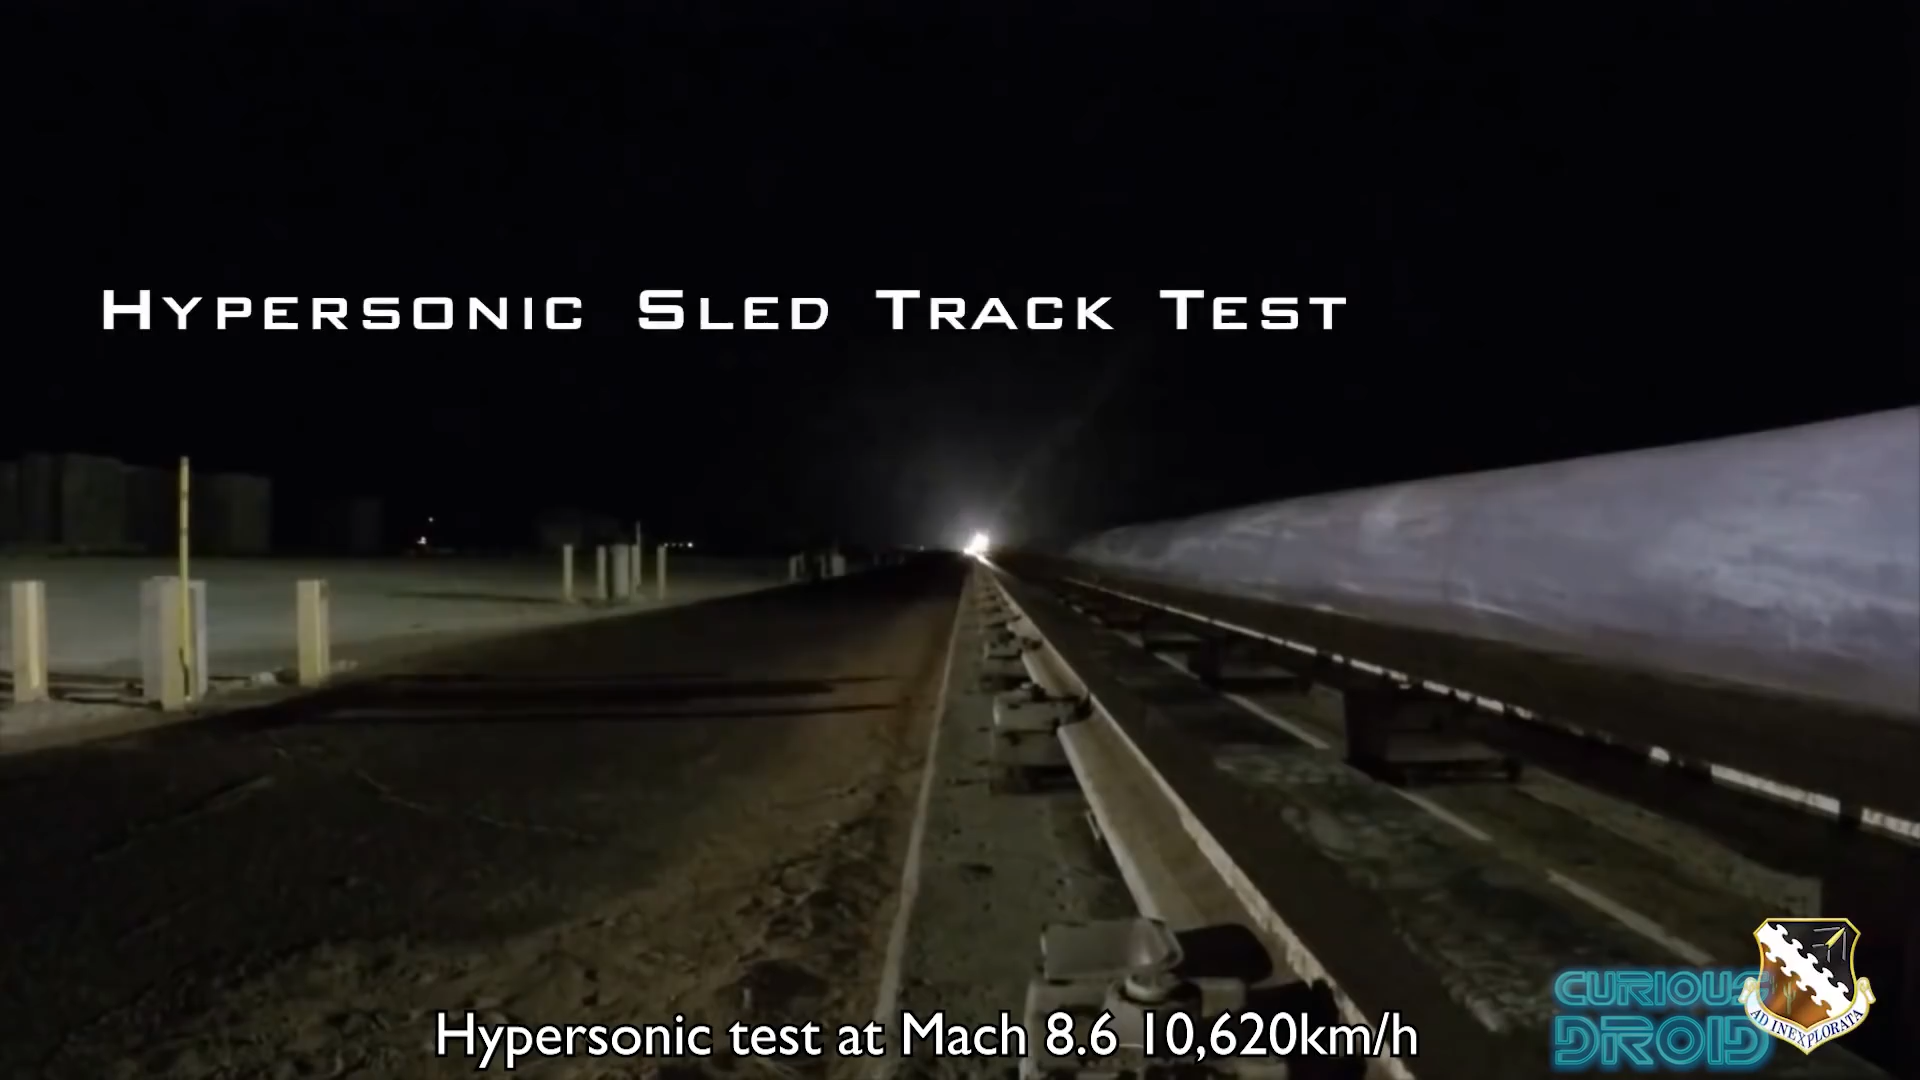 Hypersonic Sled Track Test
CURIOUS
DROID
AD INEXPLORATA
Hypersonic test at Mach 8.6 10,620km/h